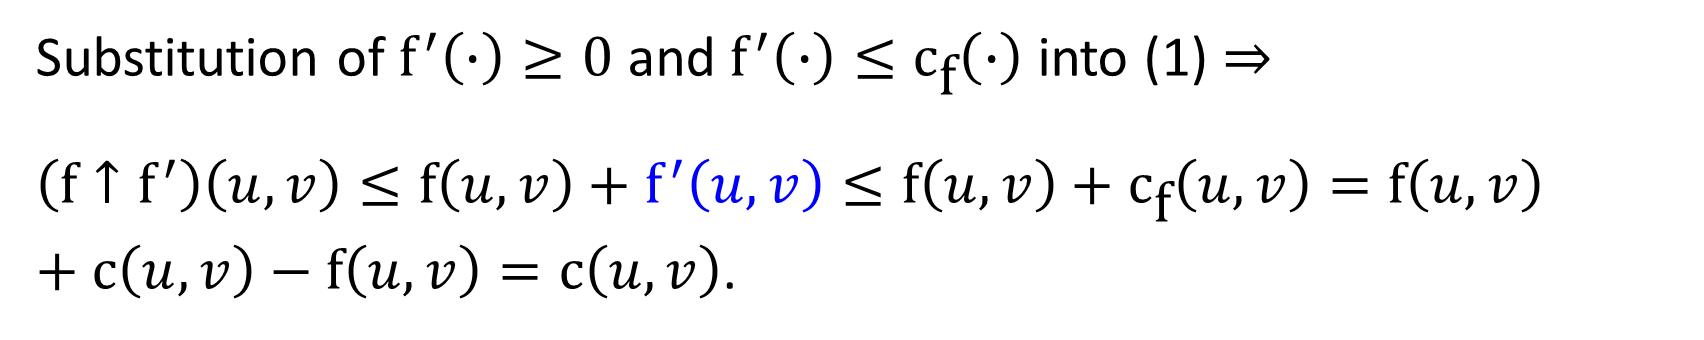 Substitution of f′(·) ≥ 0 and f′(·) ≤ c_f(·) into (1) ⇒
(f ↑ f′)(u, v) ≤ f(u, v) + f′(u, v) ≤ f(u, v) + c_f(u, v) = f(u, v)
+ c(u, v) − f(u, v) = c(u, v).